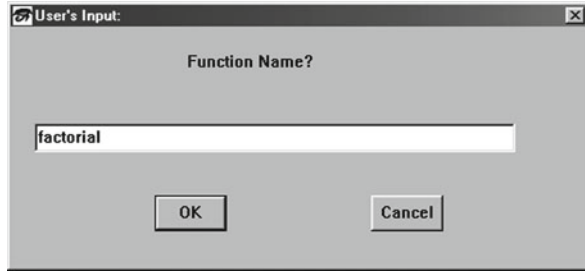 User's Input:
Function Name?
factorial
OK
Cancel